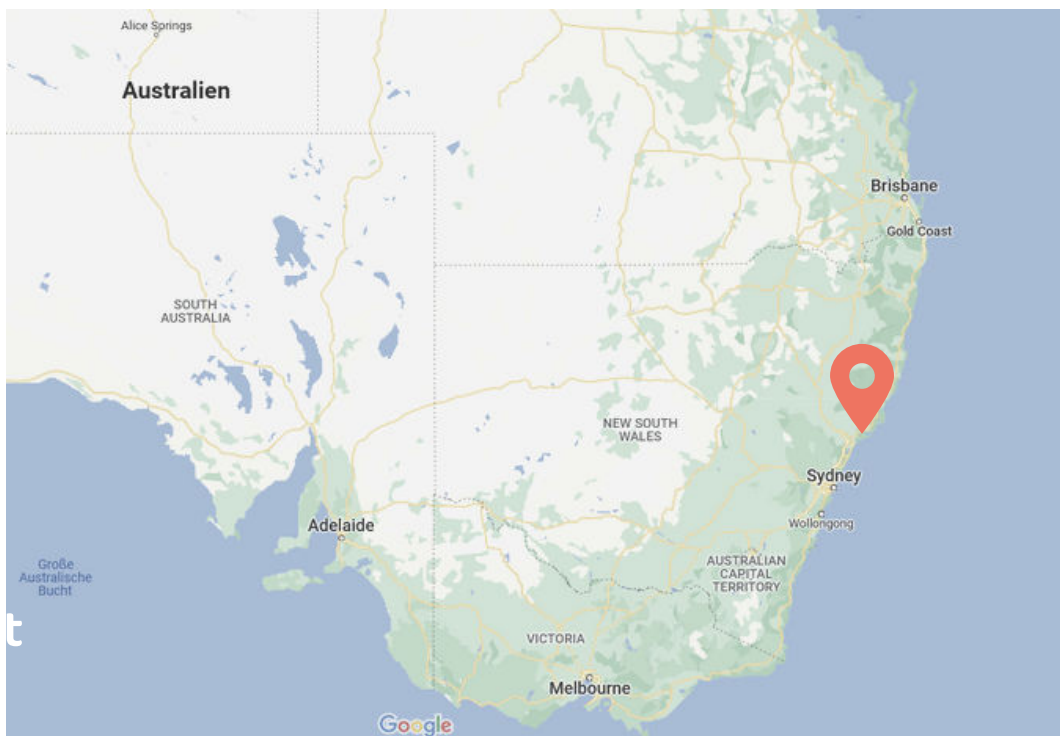 Alice Springs
Australien
Brisbane
Gold Coast
SOUTH
AUSTRALIA
NEW SOUTH
WALES
Sydney
Wollongong
Adelaide
AUSTRALIAN
CAPITAL
TERRITORY
Große
Australische
Bucht
t
VICTORIA
Melbourne
Google